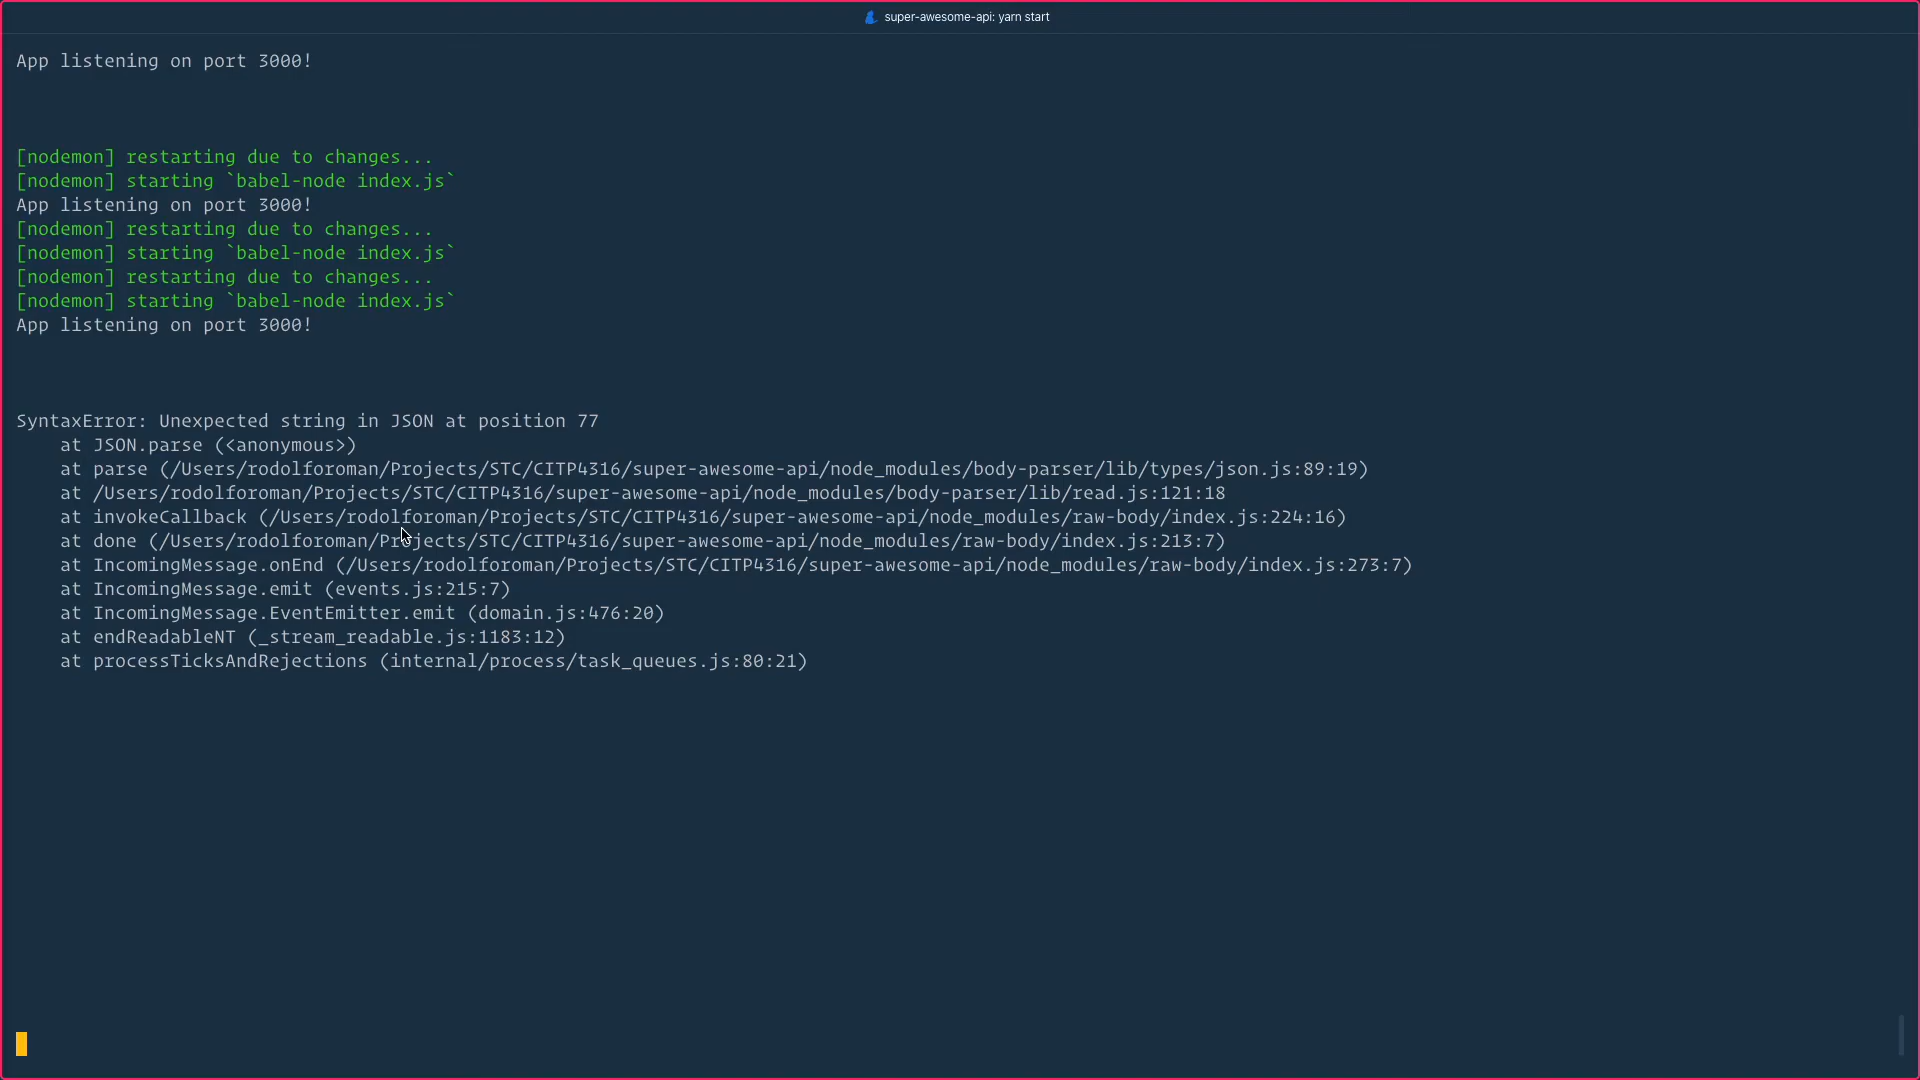 super-awesome-api: yarn start
App listening on port 3000!
[nodemon] restarting due to changes...
[nodemon] starting `babel-node index.js`
App listening on port 3000!
[nodemon] restarting due to changes...
[nodemon] starting `babel-node index.js`
[nodemon] restarting due to changes...
[nodemon] starting `babel-node index.js`
App listening on port 3000!
SyntaxError: Unexpected string in JSON at position 77
    at JSON.parse (<anonymous>)
    at parse (/Users/rodolforoman/Projects/STC/CITP4316/super-awesome-api/node_modules/body-parser/lib/types/json.js:89:19)
    at /Users/rodolforoman/Projects/STC/CITP4316/super-awesome-api/node_modules/body-parser/lib/read.js:121:18
    at invokeCallback (/Users/rodolforoman/Projects/STC/CITP4316/super-awesome-api/node_modules/raw-body/index.js:224:16)
    at done (/Users/rodolforoman/Projects/STC/CITP4316/super-awesome-api/node_modules/raw-body/index.js:213:7)
    at IncomingMessage.onEnd (/Users/rodolforoman/Projects/STC/CITP4316/super-awesome-api/node_modules/raw-body/index.js:273:7)
    at IncomingMessage.emit (events.js:215:7)
    at IncomingMessage.EventEmitter.emit (domain.js:476:20)
    at endReadableNT (_stream_readable.js:1183:12)
    at processTicksAndRejections (internal/process/task_queues.js:80:21)